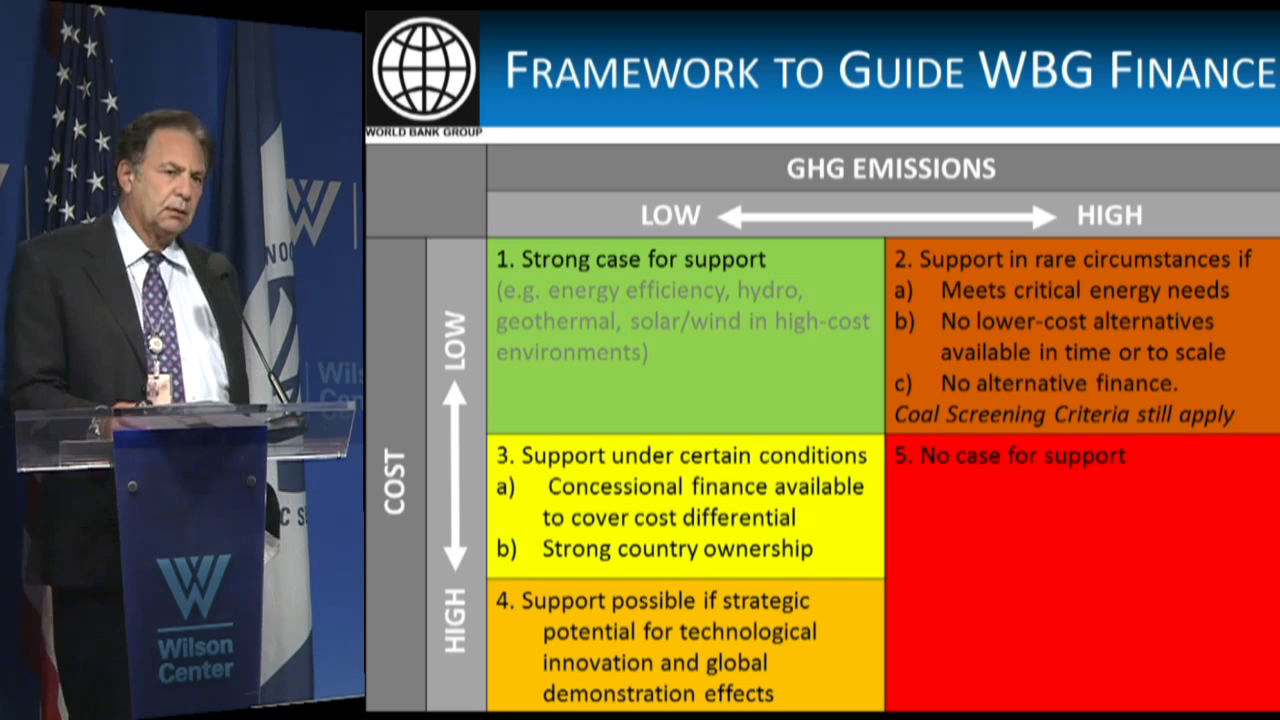 WORLD BANK GROUP
FRAMEWORK TO GUIDE WBG FINANCE
GHG EMISSIONS
LOW
HIGH
COST
LOW
HIGH
1. Strong case for support
(e.g. energy efficiency, hydro,
geothermal, solar/wind in high-cost
environments)
2. Support in rare circumstances if
a) Meets critical energy needs
b) No lower-cost alternatives
available in time or to scale
c) No alternative finance.
Coal Screening Criteria still apply
3. Support under certain conditions
a) Concessional finance available
to cover cost differential
b) Strong country ownership
4. Support possible if strategic
potential for technological
innovation and global
demonstration effects
5. No case for support
W
Wilson
Center